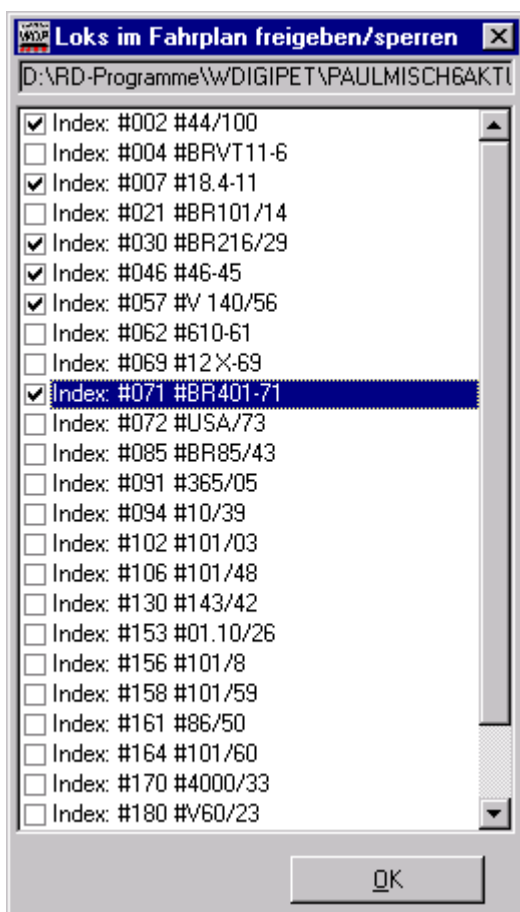 WDP Loks im Fahrplan freigeben/sperren
D:\RD-Programme\WDIGIPET\PAULMISCH6AKTU
Index: #002 #44/100
Index: #004 #BRVT11-6
Index: #007 #18.4-11
Index: #021 #BR101/14
Index: #030 #BR216/29
Index: #046 #46-45
Index: #057 #V 140/56
Index: #062 #610-61
Index: #069 #12X-69
Index: #071 #BR401-71
Index: #072 #USA/73
Index: #085 #BR85/43
Index: #091 #365/05
Index: #094 #10/39
Index: #102 #101/03
Index: #106 #101/48
Index: #130 #143/42
Index: #153 #01.10/26
Index: #156 #101/8
Index: #158 #101/59
Index: #161 #86/50
Index: #164 #101/60
Index: #170 #4000/33
Index: #180 #V60/23
OK